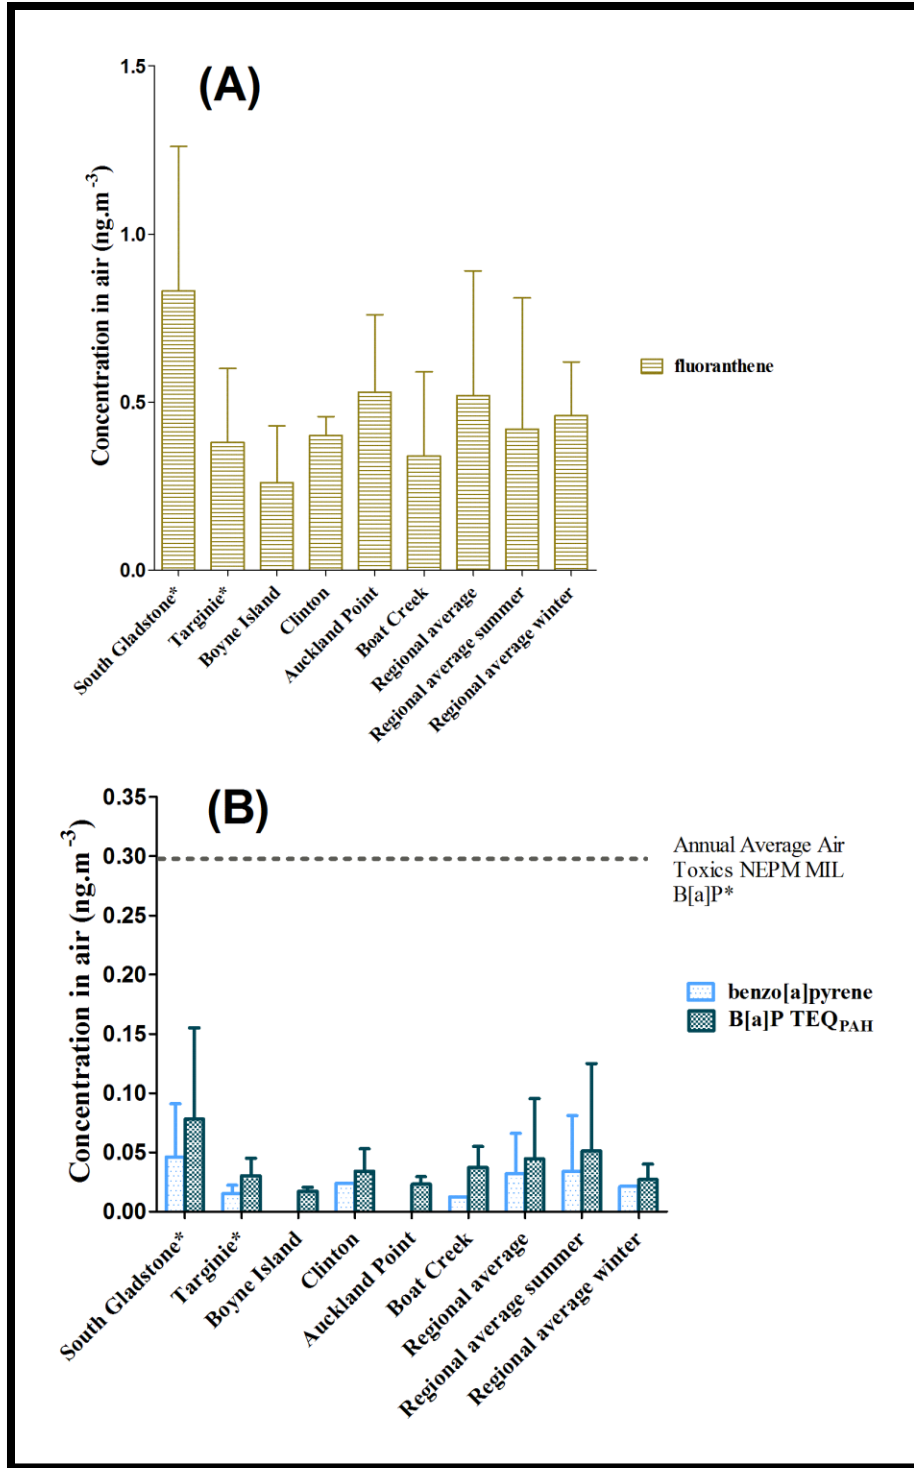 (A)
Concentration in air (ng.m -3)
1.5
1.0
0.5
0.0
South Gladstone*
Targinie*
Boyne Island
Clinton
Auckland Point
Boat Creek
Regional average
Regional average summer
Regional average winter
fluoranthene
(B)
Concentration in air (ng.m -3)
0.35
0.30
0.25
0.20
0.15
0.10
0.05
0.00
Annual Average Air
Toxics NEPM MIL
B[a]P*
benzo[a]pyrene
B[a]P TEQPAH
South Gladstone*
Targinie*
Boyne Island
Clinton
Auckland Point
Boat Creek
Regional average
Regional average summer
Regional average winter